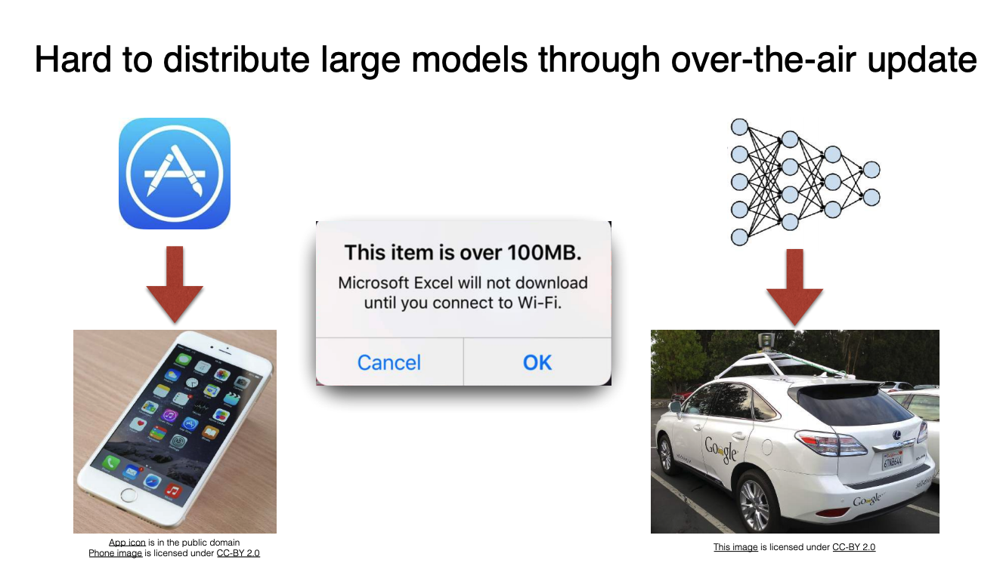 Hard to distribute large models through over-the-air update
This item is over 100MB.
Microsoft Excel will not download
until you connect to Wi-Fi.
Cancel
OK
Google
Google
App icon is in the public domain
Phone image is licensed under CC-BY 2.0
This image is licensed under CC-BY 2.0